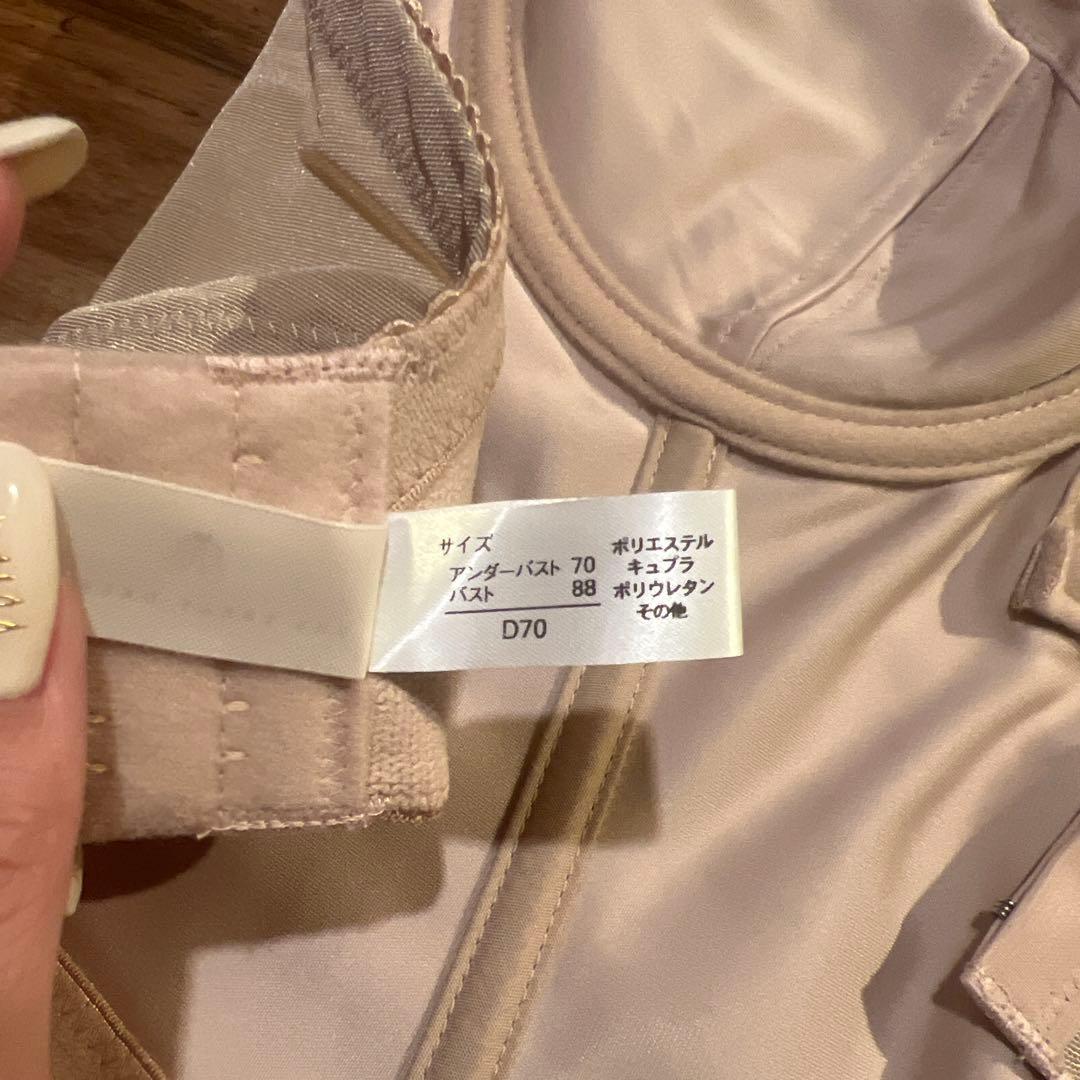 サイズ
アンダーバスト 70
バスト 88
D70
ポリエステル
キュプラ
ポリウレタン
その他